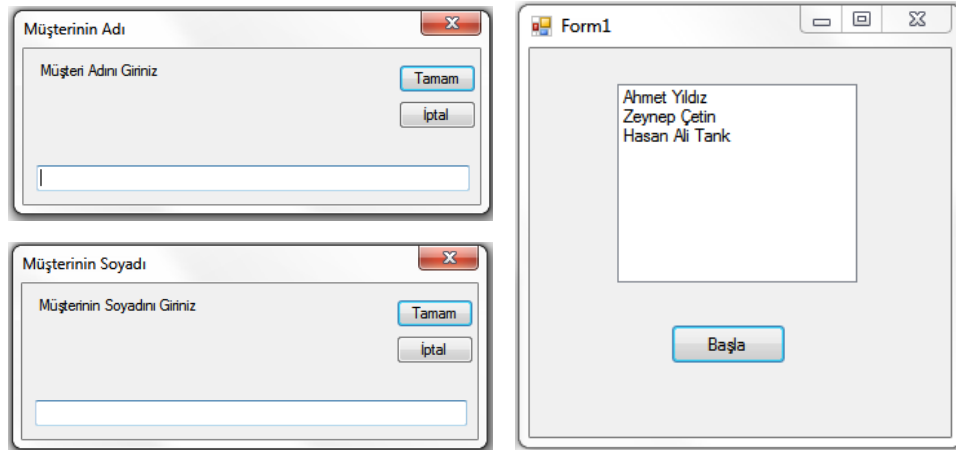 Müşterinin Adı
Müşteri Adını Giriniz
Tamam
İptal
Müşterinin Soyadı
Müşterinin Soyadını Giriniz
Tamam
İptal
Form1
Ahmet Yıldız
Zeynep Çetin
Hasan Ali Tank
Başla